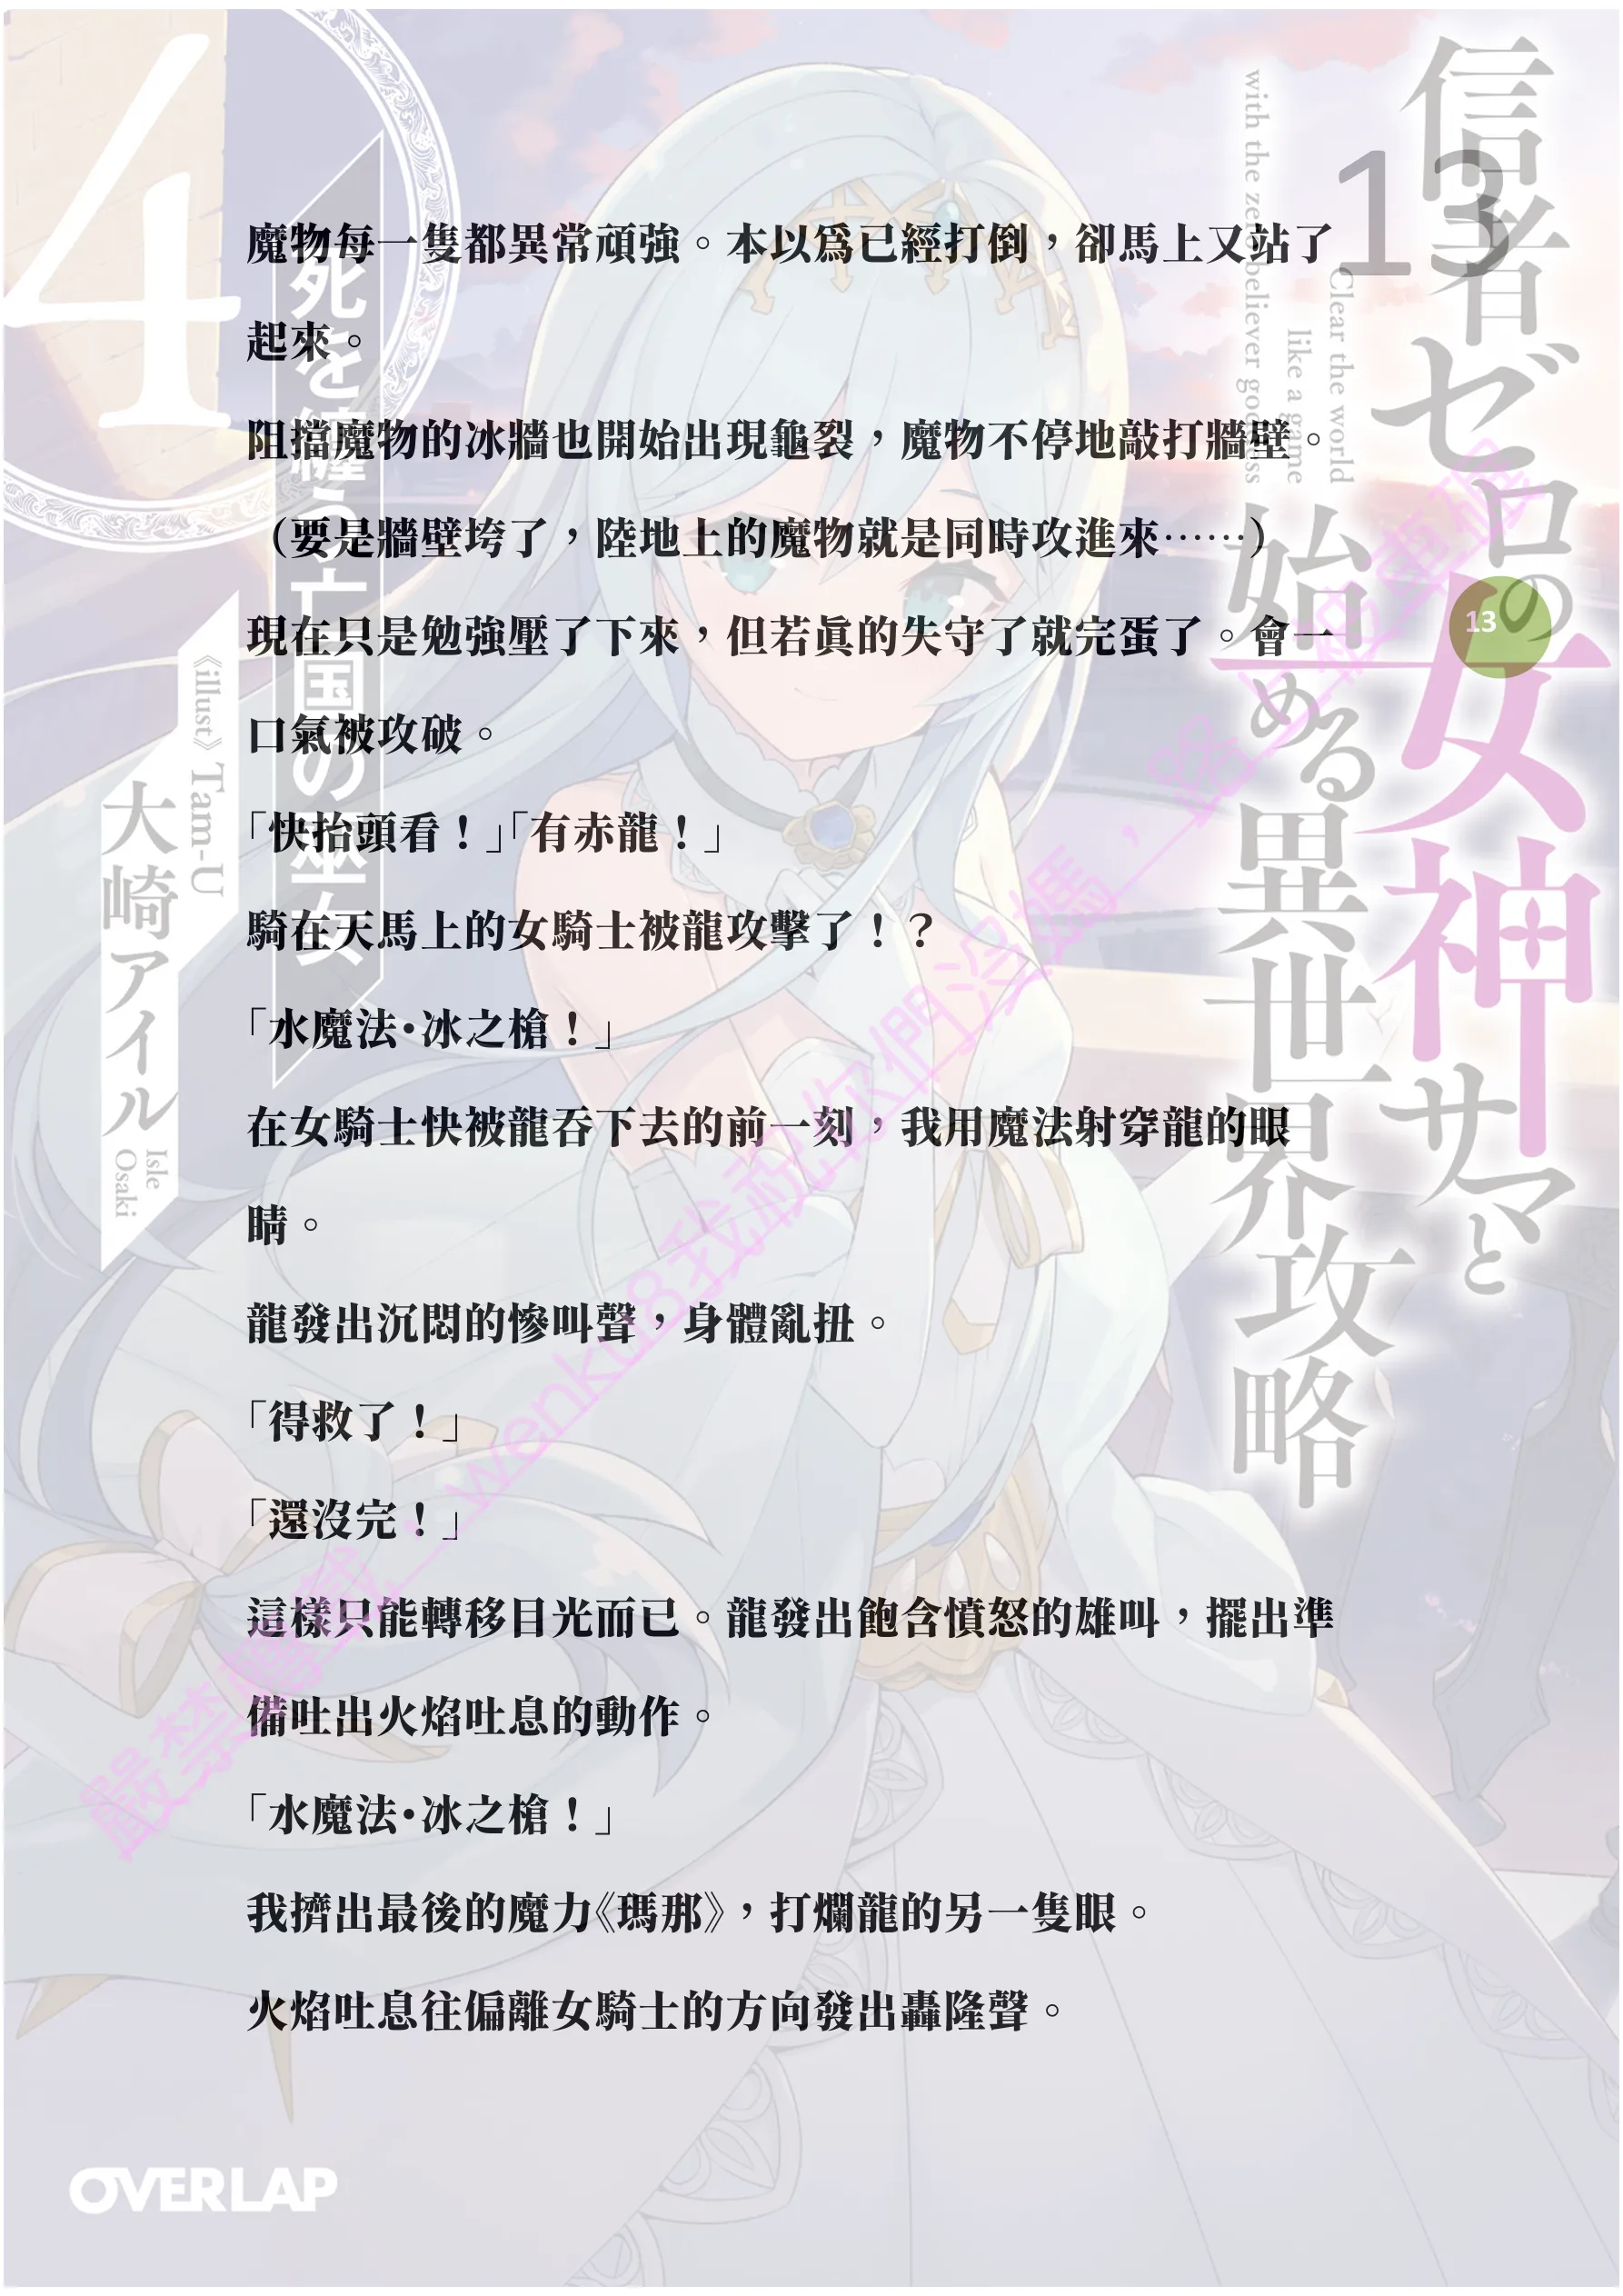 魔物每一隻都異常頑強。本以爲已經打倒，卻馬上又站了
起來。
阻擋魔物的冰牆也開始出現龜裂，魔物不停地敲打牆壁。
（要是牆壁垮了，陸地上的魔物就是同時攻進來……）
現在只是勉強壓了下來，但若眞的失守了就完蛋了。會一
口氣被攻破。
「快抬頭看！」「有赤龍！」
騎在天馬上的女騎士被龍攻擊了！？
「水魔法・冰之槍！」
在女騎士快被龍吞下去的前一刻，我用魔法射穿龍的眼
睛。
龍發出沉悶的慘叫聲，身體亂扭。
「得救了！」
「還沒完！」
這樣只能轉移目光而已。龍發出飽含憤怒的雄叫，擺出準
備吐出火焰吐息的動作。
「水魔法・冰之槍！」
我擠出最後的魔力《瑪那》，打爛龍的另一隻眼。
火焰吐息往偏離女騎士的方向發出轟隆聲。
13
13
信者ゼロの女神サマと
始める異世界攻略
Clear the world
like a game
with the zero believer goddess
4
死を纏う亡国の巫女
《illust》Tam-U
大崎アイル
Isle
Osaki
OVERLAP